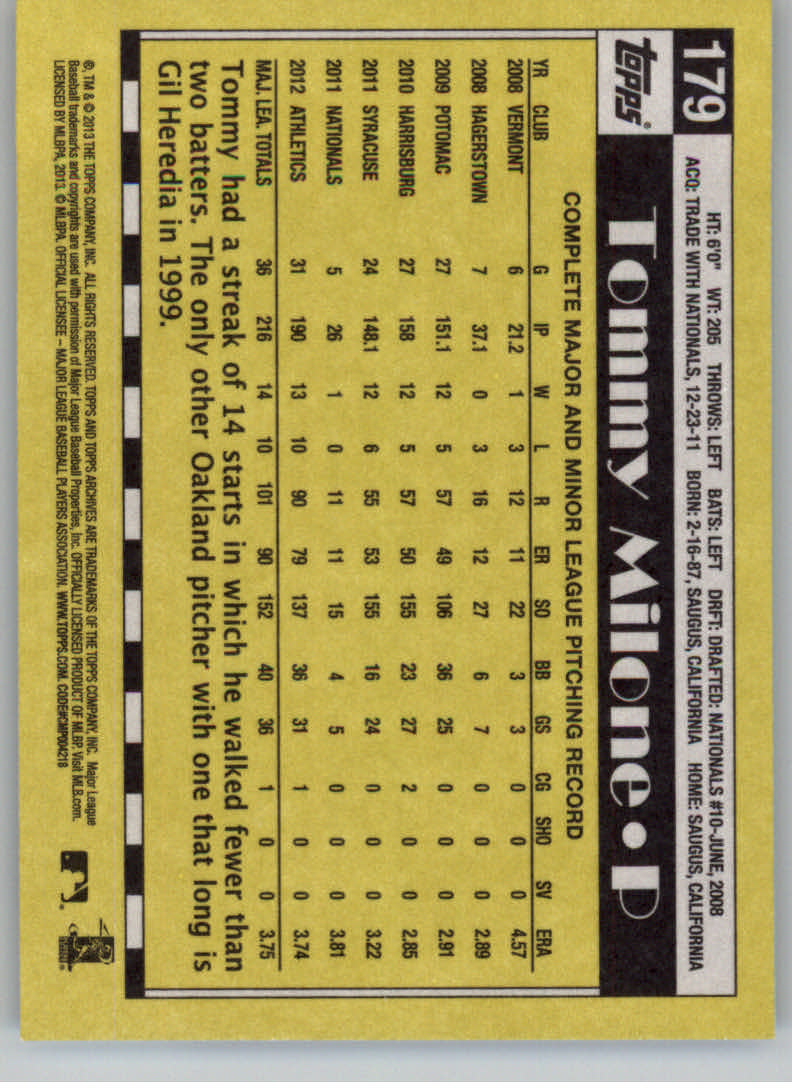 179
HT: 6'0" WT: 205 THROWS: LEFT BATS: LEFT DRFT: DRAFTED: NATIONALS #10-JUNE, 2008
ACQ: TRADE WITH NATIONALS, 12-23-11 BORN: 2-16-87, SAUGUS, CALIFORNIA HOME: SAUGUS, CALIFORNIA
topps®
Tommy Milone • P
COMPLETE MAJOR AND MINOR LEAGUE PITCHING RECORD
YR CLUB G IP W L R ER SO BB GS CG SHO SV ERA
2008 VERMONT 6 21.2 1 3 12 11 22 3 3 0 0 0 4.57
2008 HAGERSTOWN 7 37.1 0 3 16 12 27 6 7 0 0 0 2.89
2009 POTOMAC 27 151.1 12 5 57 49 106 36 25 0 0 0 2.91
2010 HARRISBURG 27 158 12 5 57 50 155 23 27 2 0 0 2.85
2011 SYRACUSE 24 148.1 12 6 55 53 155 16 24 0 0 0 3.22
2011 NATIONALS 5 26 1 0 11 11 15 4 5 0 0 0 3.81
2012 ATHLETICS 31 190 13 10 90 79 137 36 31 1 0 0 3.74
MAJ. LEA. TOTALS 36 216 14 10 101 90 152 40 36 1 0 0 3.75
Tommy had a streak of 14 starts in which he walked fewer than
two batters. The only other Oakland pitcher with one that long is
Gil Heredia in 1999.
®, TM & © 2013 THE TOPPS COMPANY, INC. ALL RIGHTS RESERVED. TOPPS AND TOPPS ARCHIVES ARE TRADEMARKS OF THE TOPPS COMPANY, INC. Major League
Baseball trademarks and copyrights are used with permission of Major League Baseball Properties, Inc. OFFICIALLY LICENSED PRODUCT OF MLBP. Visit MLB.com.
LICENSED BY MLBPA, 2013. © MLBPA. OFFICIAL LICENSEE – MAJOR LEAGUE BASEBALL PLAYERS ASSOCIATION. WWW.TOPPS.COM. CODE#CMP004218